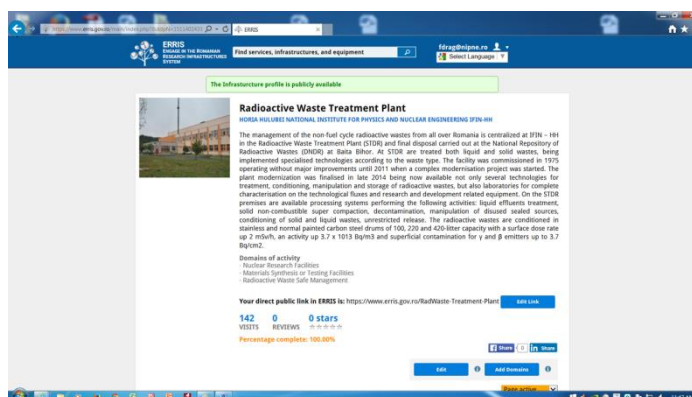 ERRIS
ERRIS
ENGAGE IN THE ROMANIAN
RESEARCH INFRASTRUCTURES
SYSTEM
Find services, infrastructures, and equipment
fdrag@nipne.ro
Select Language
The Infrasturcture profile is publicly available
Radioactive Waste Treatment Plant
HORIA HULUBEI NATIONAL INSTITUTE FOR PHYSICS AND NUCLEAR ENGINEERING IFIN-HH
The management of the non-fuel cycle radioactive wastes from all over Romania is centralized at IFIN – HH
in the Radioactive Waste Treatment Plant (STDR) and final disposal carried out at the National Repository of
Radioactive Wastes (DNDR) at Baita Bihor. At STDR are treated both liquid and solid wastes, being
implemented specialised technologies according to the waste type. The facility was commissioned in 1975
operating without major improvements until 2011 when a complex modernisation project was started. The
plant modernization was finalised in late 2014 being now available not only several technologies for
treatment, conditioning, manipulation and storage of radioactive wastes, but also laboratories for complete
characterisation on the technological fluxes and research and development related equipment. On the STDR
premises are available processing systems performing the following activities: liquid effluents treatment,
solid non-combustible super compaction, decontamination, manipulation of disused sealed sources,
conditioning of solid and liquid wastes, unrestricted release. The radioactive wastes are conditioned in
stainless and normal painted carbon steel drums of 100, 220 and 420-liter capacity with a surface dose rate
up 2 mSv/h, an activity up 3.7 x 1013 Bq/m3 and superficial contamination for γ and β emitters up to 3.7
Bq/cm2.
Domains of activity
- Nuclear Research Facilities
- Materials Synthesis or Testing Facilities
- Radioactive Waste Safe Management
Your direct public link in ERRIS is: https://www.erris.gov.ro/RadWaste-Treatment-Plant Edit Link
142 0 0 stars
VISITS REVIEWS
Percentage complete: 100.00%
Share 0 in Share
Edit Add Domains
Page active